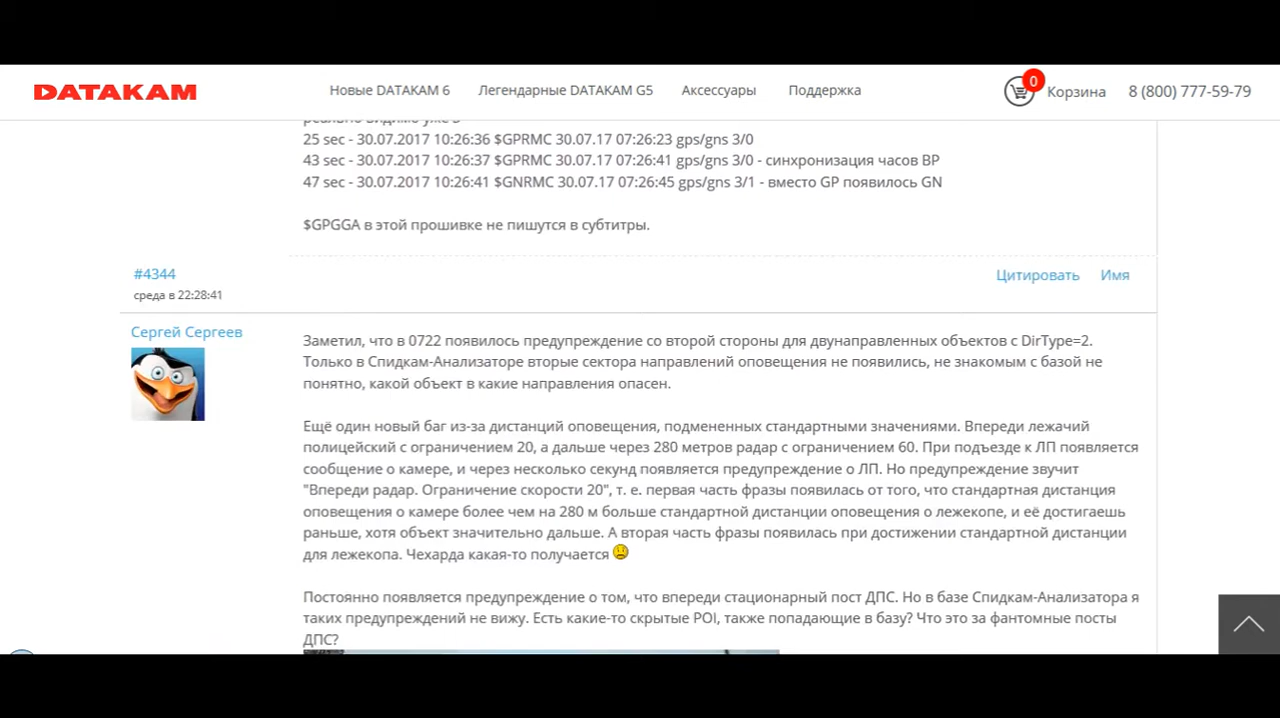 DATAKAM
Новые DATAKAM 6
Легендарные DATAKAM G5
Аксессуары
Поддержка
0
Корзина
8 (800) 777-59-79
реально видимо уже 3
25 sec - 30.07.2017 10:26:36 $GPRMC 30.07.17 07:26:23 gps/gns 3/0
43 sec - 30.07.2017 10:26:37 $GPRMC 30.07.17 07:26:41 gps/gns 3/0 - синхронизация часов ВР
47 sec - 30.07.2017 10:26:41 $GNRMC 30.07.17 07:26:45 gps/gns 3/1 - вместо GP появилось GN
$GPGGA в этой прошивке не пишутся в субтитры.
#4344
Цитировать Имя
среда в 22:28:41
Сергей Сергеев
Заметил, что в 0722 появилось предупреждение со второй стороны для двунаправленных объектов с DirType=2.
Только в Спидкам-Анализаторе вторые сектора направлений оповещения не появились, не знакомым с базой не
понятно, какой объект в какие направления опасен.
Ещё один новый баг из-за дистанций оповещения, подмененных стандартными значениями. Впереди лежачий
полицейский с ограничением 20, а дальше через 280 метров радар с ограничением 60. При подъезде к ЛП появляется
сообщение о камере, и через несколько секунд появляется предупреждение о ЛП. Но предупреждение звучит
"Впереди радар. Ограничение скорости 20", т. е. первая часть фразы появилась от того, что стандартная дистанция
оповещения о камере более чем на 280 м больше стандартной дистанции оповещения о лежекопе, и её достигаешь
раньше, хотя объект значительно дальше. А вторая часть фразы появилась при достижении стандартной дистанции
для лежекопа. Чехарда какая-то получается
Постоянно появляется предупреждение о том, что впереди стационарный пост ДПС. Но в базе Спидкам-Анализатора я
таких предупреждений не вижу. Есть какие-то скрытые POI, также попадающие в базу? Что это за фантомные посты
ДПС?